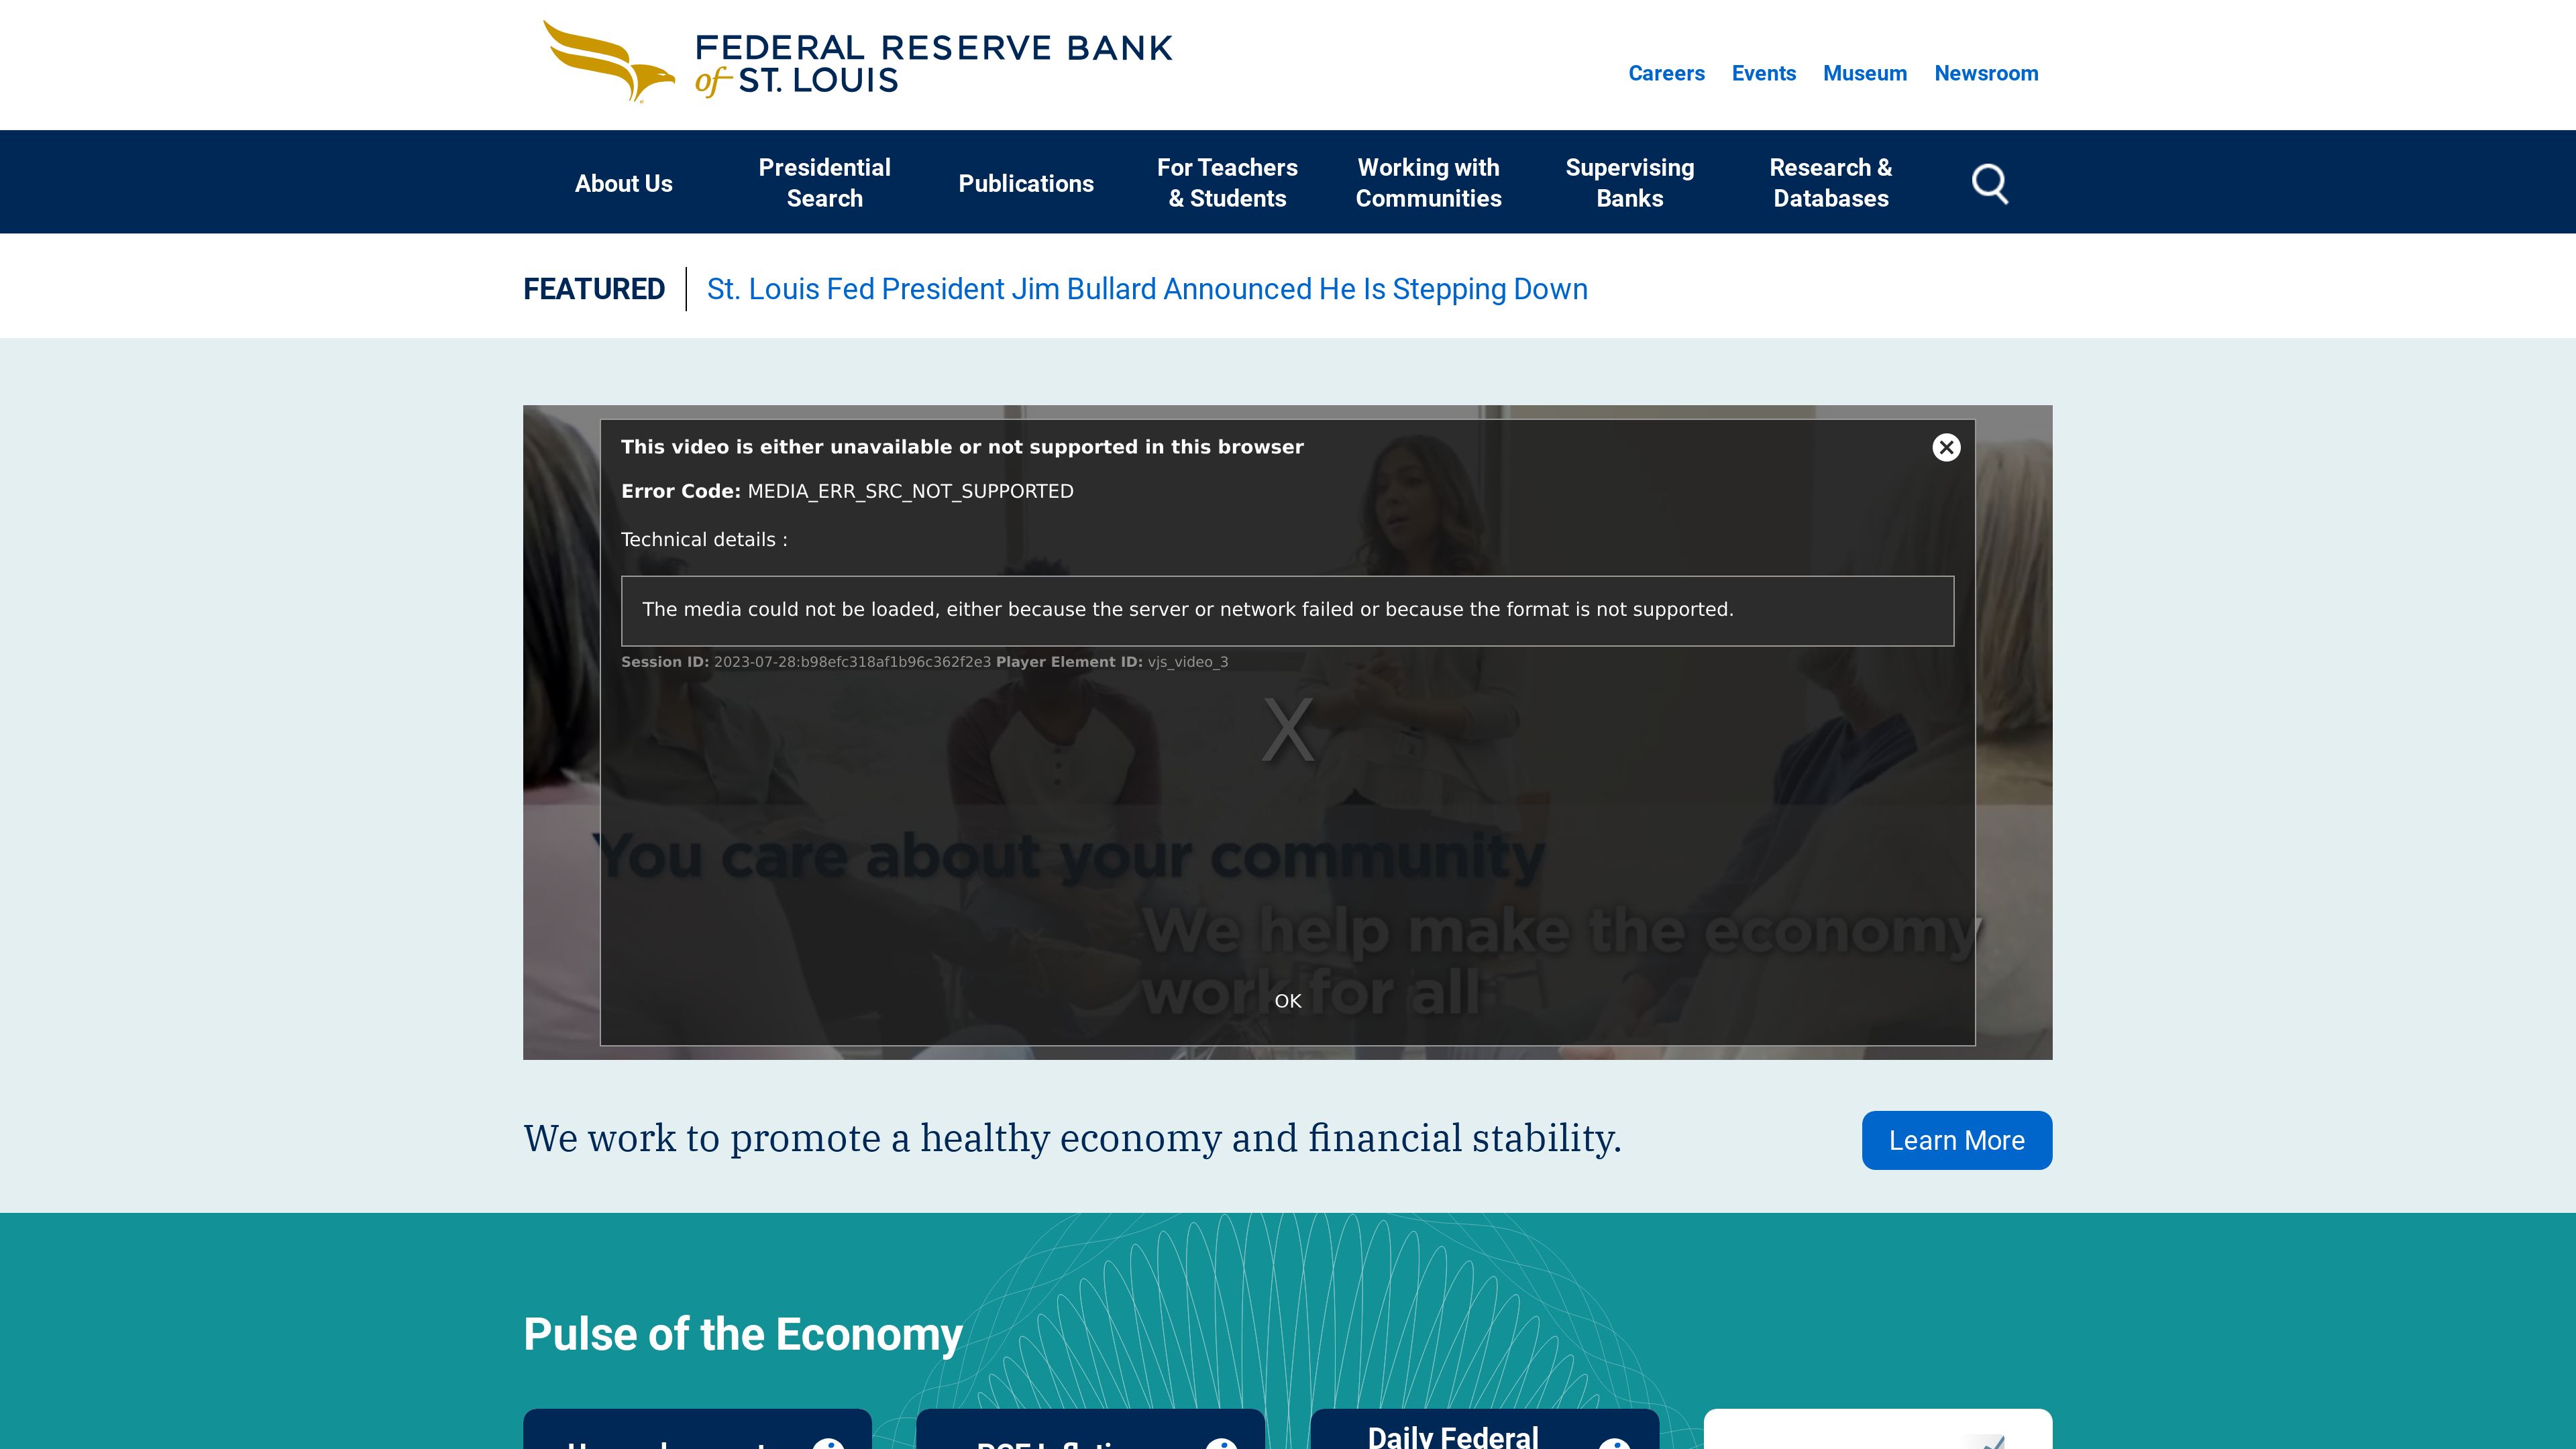 FEDERAL RESERVE BANK
of ST. LOUIS
Careers Events Museum Newsroom
About Us
Presidential
Search
Publications
For Teachers
& Students
Working with
Communities
Supervising
Banks
Research &
Databases
FEATURED
St. Louis Fed President Jim Bullard Announced He Is Stepping Down
This video is either unavailable or not supported in this browser
Error Code: MEDIA_ERR_SRC_NOT_SUPPORTED
Technical details :
The media could not be loaded, either because the server or network failed or because the format is not supported.
Session ID: 2023-07-28:b98efc318af1b96c362f2e3 Player Element ID: vjs_video_3
X
You care about your community
We help make the economy
work for all
OK
We work to promote a healthy economy and financial stability.
Learn More
Pulse of the Economy
Daily Federal